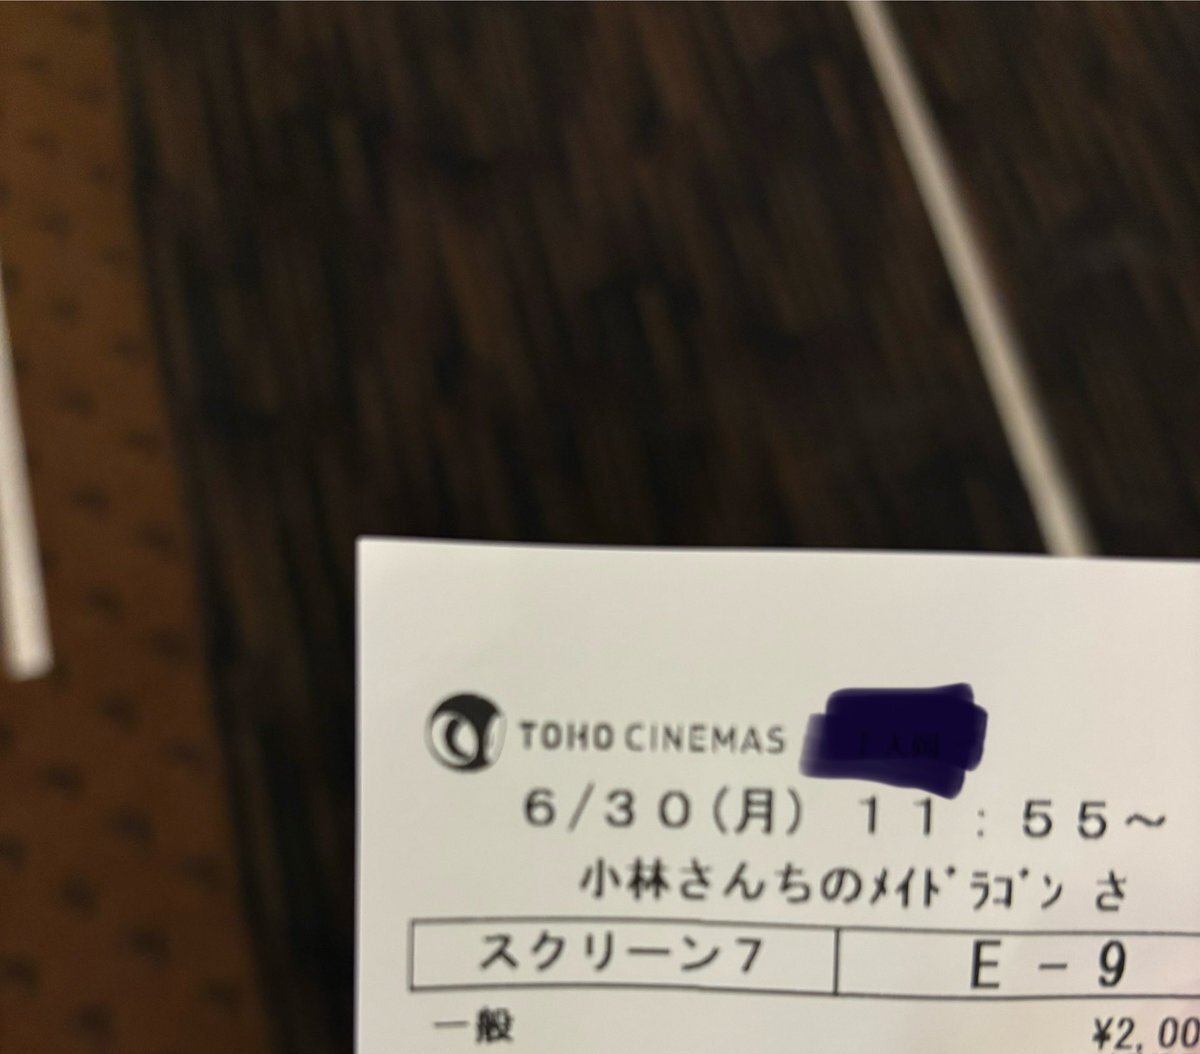 TOHO CINEMAS
6/30(月) 11:55～
小林さんちのﾒｲﾄﾞﾗｺﾞﾝ さ
スクリーン7 E-9
一般 ¥2,00